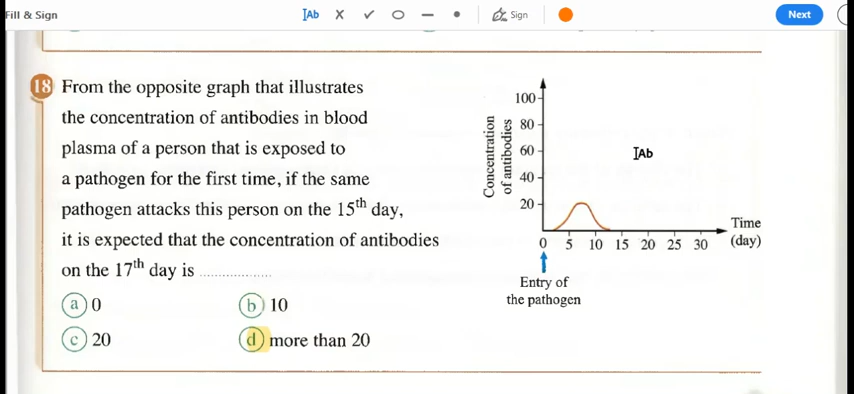 Fill & Sign
IAb
Sign
Next
18 From the opposite graph that illustrates
the concentration of antibodies in blood
plasma of a person that is exposed to
a pathogen for the first time, if the same
pathogen attacks this person on the 15th day,
it is expected that the concentration of antibodies
on the 17th day is ..................
a 0
b 10
c 20
d more than 20
Concentration
of antibodies
100
80
60
40
20
IAb
0 5 10 15 20 25 30
Time
(day)
Entry of
the pathogen